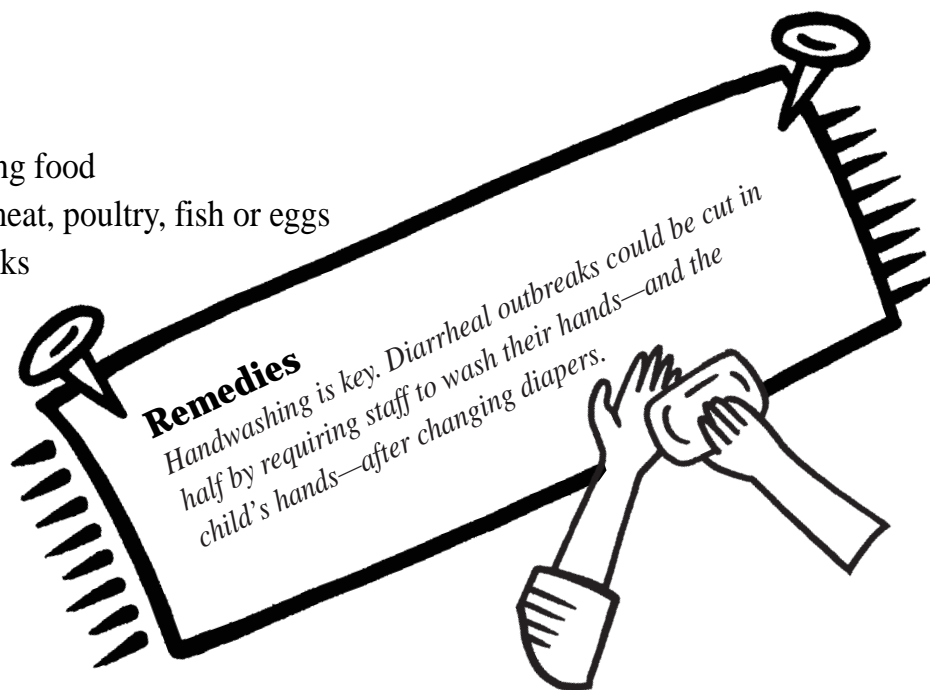 ng food
neat, poultry, fish or eggs
ks
Remedies
Handwashing is key. Diarrheal outbreaks could be cut in
half by requiring staff to wash their hands—and the
child's hands—after changing diapers.